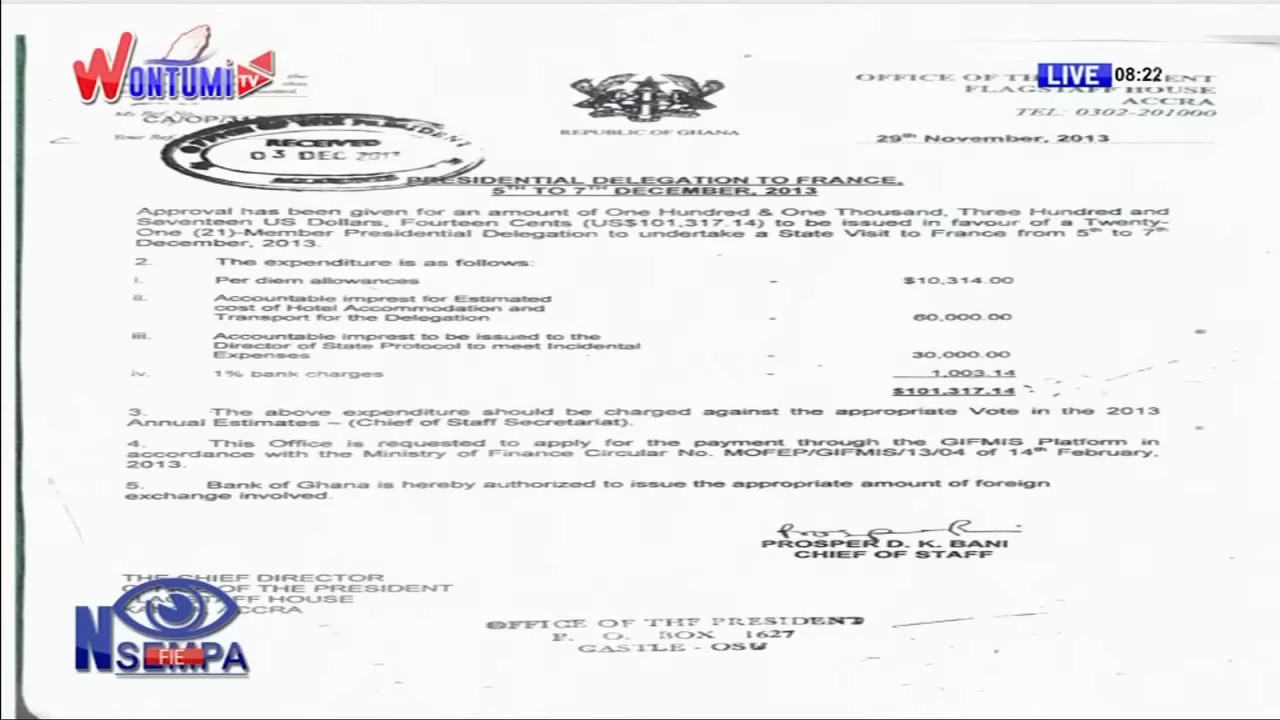 WONTUMI TV
LIVE 08:22
OFFICE OF THE PRESIDENT
FLAGSTAFF HOUSE
ACCRA
TEL: 0302-201000
My Ref. No.
CA/OP/
Your Ref
REPUBLIC OF GHANA
29th November, 2013
RECEIVED
03 DEC
PRESIDENTIAL DELEGATION TO FRANCE,
5TH TO 7TH DECEMBER, 2013
Approval has been given for an amount of One Hundred & One Thousand, Three Hundred and
Seventeen US Dollars, Fourteen Cents (US$101,317.14) to be issued in favour of a Twenty-
One (21)-Member Presidential Delegation to undertake a State Visit to France from 5th to 7th
December, 2013.
2. The expenditure is as follows:
i. Per diem allowances - $10,314.00
ii. Accountable imprest for Estimated
cost of Hotel Accommodation and
Transport for the Delegation - 60,000.00
iii. Accountable imprest to be issued to the
Director of State Protocol to meet Incidental
Expenses - 30,000.00
iv. 1% bank charges - 1,003.14
$101,317.14
3. The above expenditure should be charged against the appropriate Vote in the 2013
Annual Estimates – (Chief of Staff Secretariat).
4. This Office is requested to apply for the payment through the GIFMIS Platform in
accordance with the Ministry of Finance Circular No. MOFEP/GIFMIS/13/04 of 14th February,
2013.
5. Bank of Ghana is hereby authorized to issue the appropriate amount of foreign
exchange involved.
PROSPER D. K. BANI
CHIEF OF STAFF
THE CHIEF DIRECTOR
OF THE PRESIDENT
HOUSE
ACCRA
OFFICE OF THE PRESIDENT
P. O. BOX 1627
CASTLE - OSU
NSEMPA
FIE